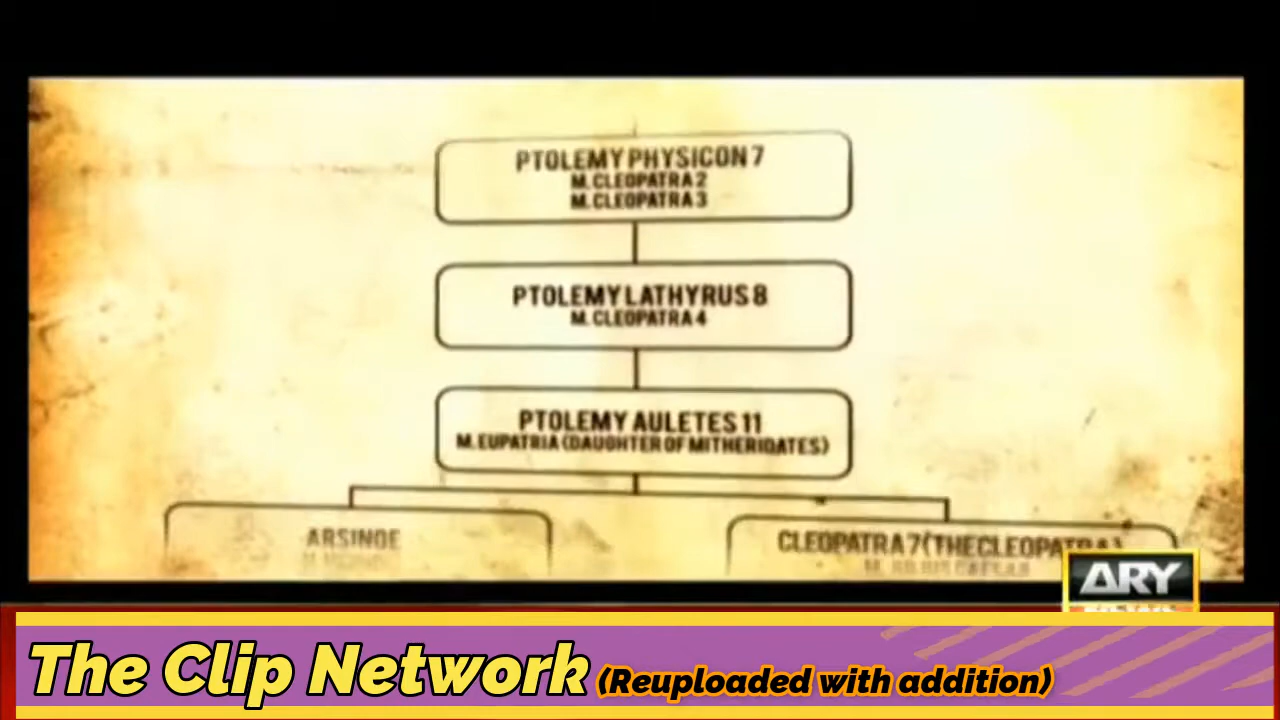 PTOLEMY PHYSICON 7
M. CLEOPATRA 2
M. CLEOPATRA 3
PTOLEMY LATHYRUS 8
M. CLEOPATRA 4
PTOLEMY AULETES 11
M. EUPATRIA (DAUGHTER OF MITHERIDATES)
ARSINOE
CLEOPATRA 7 (THE CLEOPATRA)
ARY
The Clip Network (Reuploaded with addition)